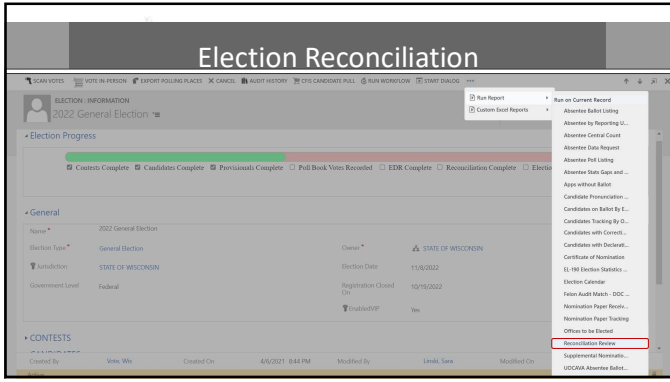 Election Reconciliation
SCAN VOTES VOTE IN-PERSON EXPORT POLLING PLACES CANCEL AUDIT HISTORY CFIS CANDIDATE PULL RUN WORKFLOW START DIALOG •••
Run Report
Custom Excel Reports
Run on Current Record
Absentee Ballot Listing
Absentee by Reporting U...
Absentee Central Count
Absentee Data Request
Absentee Poll Listing
Absentee Stats Gaps and ...
Apps without Ballot
Candidate Pronunciation ...
Candidates on Ballot By E...
Candidates Tracking By O...
Candidates with Correcti...
Candidates with Declarati...
Certificate of Nomination
EL-190 Election Statistics ...
Election Calendar
Felon Audit Match - DOC ...
Nomination Paper Receiv...
Nomination Paper Tracking
Offices to be Elected
Reconciliation Review
Supplemental Nominatio...
UOCAVA Absentee Ballot...
ELECTION : INFORMATION
2022 General Election
Election Progress
Contests Complete Candidates Complete Provisionals Complete Poll Book Votes Recorded EDR Complete Reconciliation Complete Electio
General
Name * 2022 General Election
Election Type * General Election Owner * STATE OF WISCONSIN
Jurisdiction STATE OF WISCONSIN Election Date 11/8/2022
Government Level Federal Registration Closed On 10/19/2022
EnabledVIP Yes
CONTESTS
CANDIDATES
Created By Vote, Wis Created On 4/6/2021 8:44 PM Modified By Linski, Sara Modified On
Active